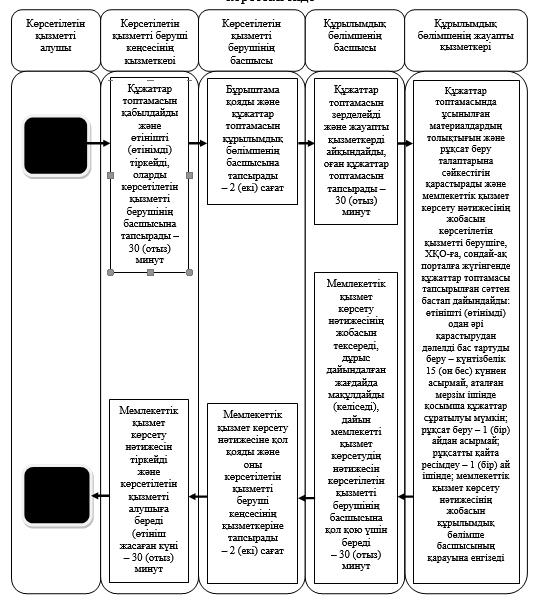 Көрсетілетін
қызметті
алушы
Көрсетілетін
қызметті беруші
кеңсесінің
қызметкері
Көрсетілетін
қызметті
берушінің
басшысы
Құрылымдық
бөлімшенің
басшысы
Құрылымдық
бөлімшенің жауапты
қызметкері
Құжаттар
топтамасын
қабылдайды
және
өтінішті
(өтінімді)
тіркейді,
оларды
көрсетілетін
қызметті
берушінің
басшысына
тапсырады –
30 (отыз)
минут
Бұрыштама
қояды және
құжаттар
топтамасын
құрылымдық
бөлімшенің
басшысына
тапсырады
– 2 (екі) сағат
Құжаттар
топтамасын
зерделейді
және жауапты
қызметкерді
айқындайды,
оған құжаттар
топтамасын
тапсырады –
30 (отыз)
минут
Құжаттар
топтамасында
ұсынылған
материалдардың
толықтығын және
рұқсат беру
талаптарына
сәйкестігін
қарастырады және
мемлекеттік қызмет
көрсету нәтижесінің
жобасын
көрсетілетін
қызметті берушіге,
ХҚО-ға, сондай-ақ
порталға жүгінгенде
құжаттар топтамасы
тапсырылған сәттен
бастап дайындайды:
өтінішті (өтінімді)
одан әрі
қарастырудан
дәлелді бас тартуды
беру – күнтізбелік
15 (он бес) күннен
асырмай, аталған
мерзім ішінде
қосымша құжаттар
сұратылуы мүмкін;
рұқсат беру – 1 (бір)
айдан асырмай;
рұқсатты қайта
ресімдеу – 1 (бір) ай
ішінде; мемлекеттік
қызмет көрсету
нәтижесінің
жобасын
құрылымдық
бөлімше
басшысының
қарауына енгізеді
Мемлекеттік
қызмет
көрсету
нәтижесінің
жобасын
тексереді,
дұрыс
дайындалған
жағдайда
мақұлдайды
(келіседі),
дайын
мемлекетті
қызмет
көрсетудің
нәтижесін
көрсетілетін
қызметті
берушінің
басшысына
қол қою үшін
береді
– 30 (отыз)
минут
Мемлекеттік
қызмет көрсету
нәтижесіне қол
қояды және
оны
көрсетілетін
қызметті
беруші
кеңсесінің
қызметкеріне
тапсырады
– 2 (екі) сағат
Мемлекеттік
қызмет
көрсету
нәтижесін
тіркейді
және
көрсетілетін
қызметті
алушыға
береді
(өтініш
жасаған күні
– 30 (отыз)
минут